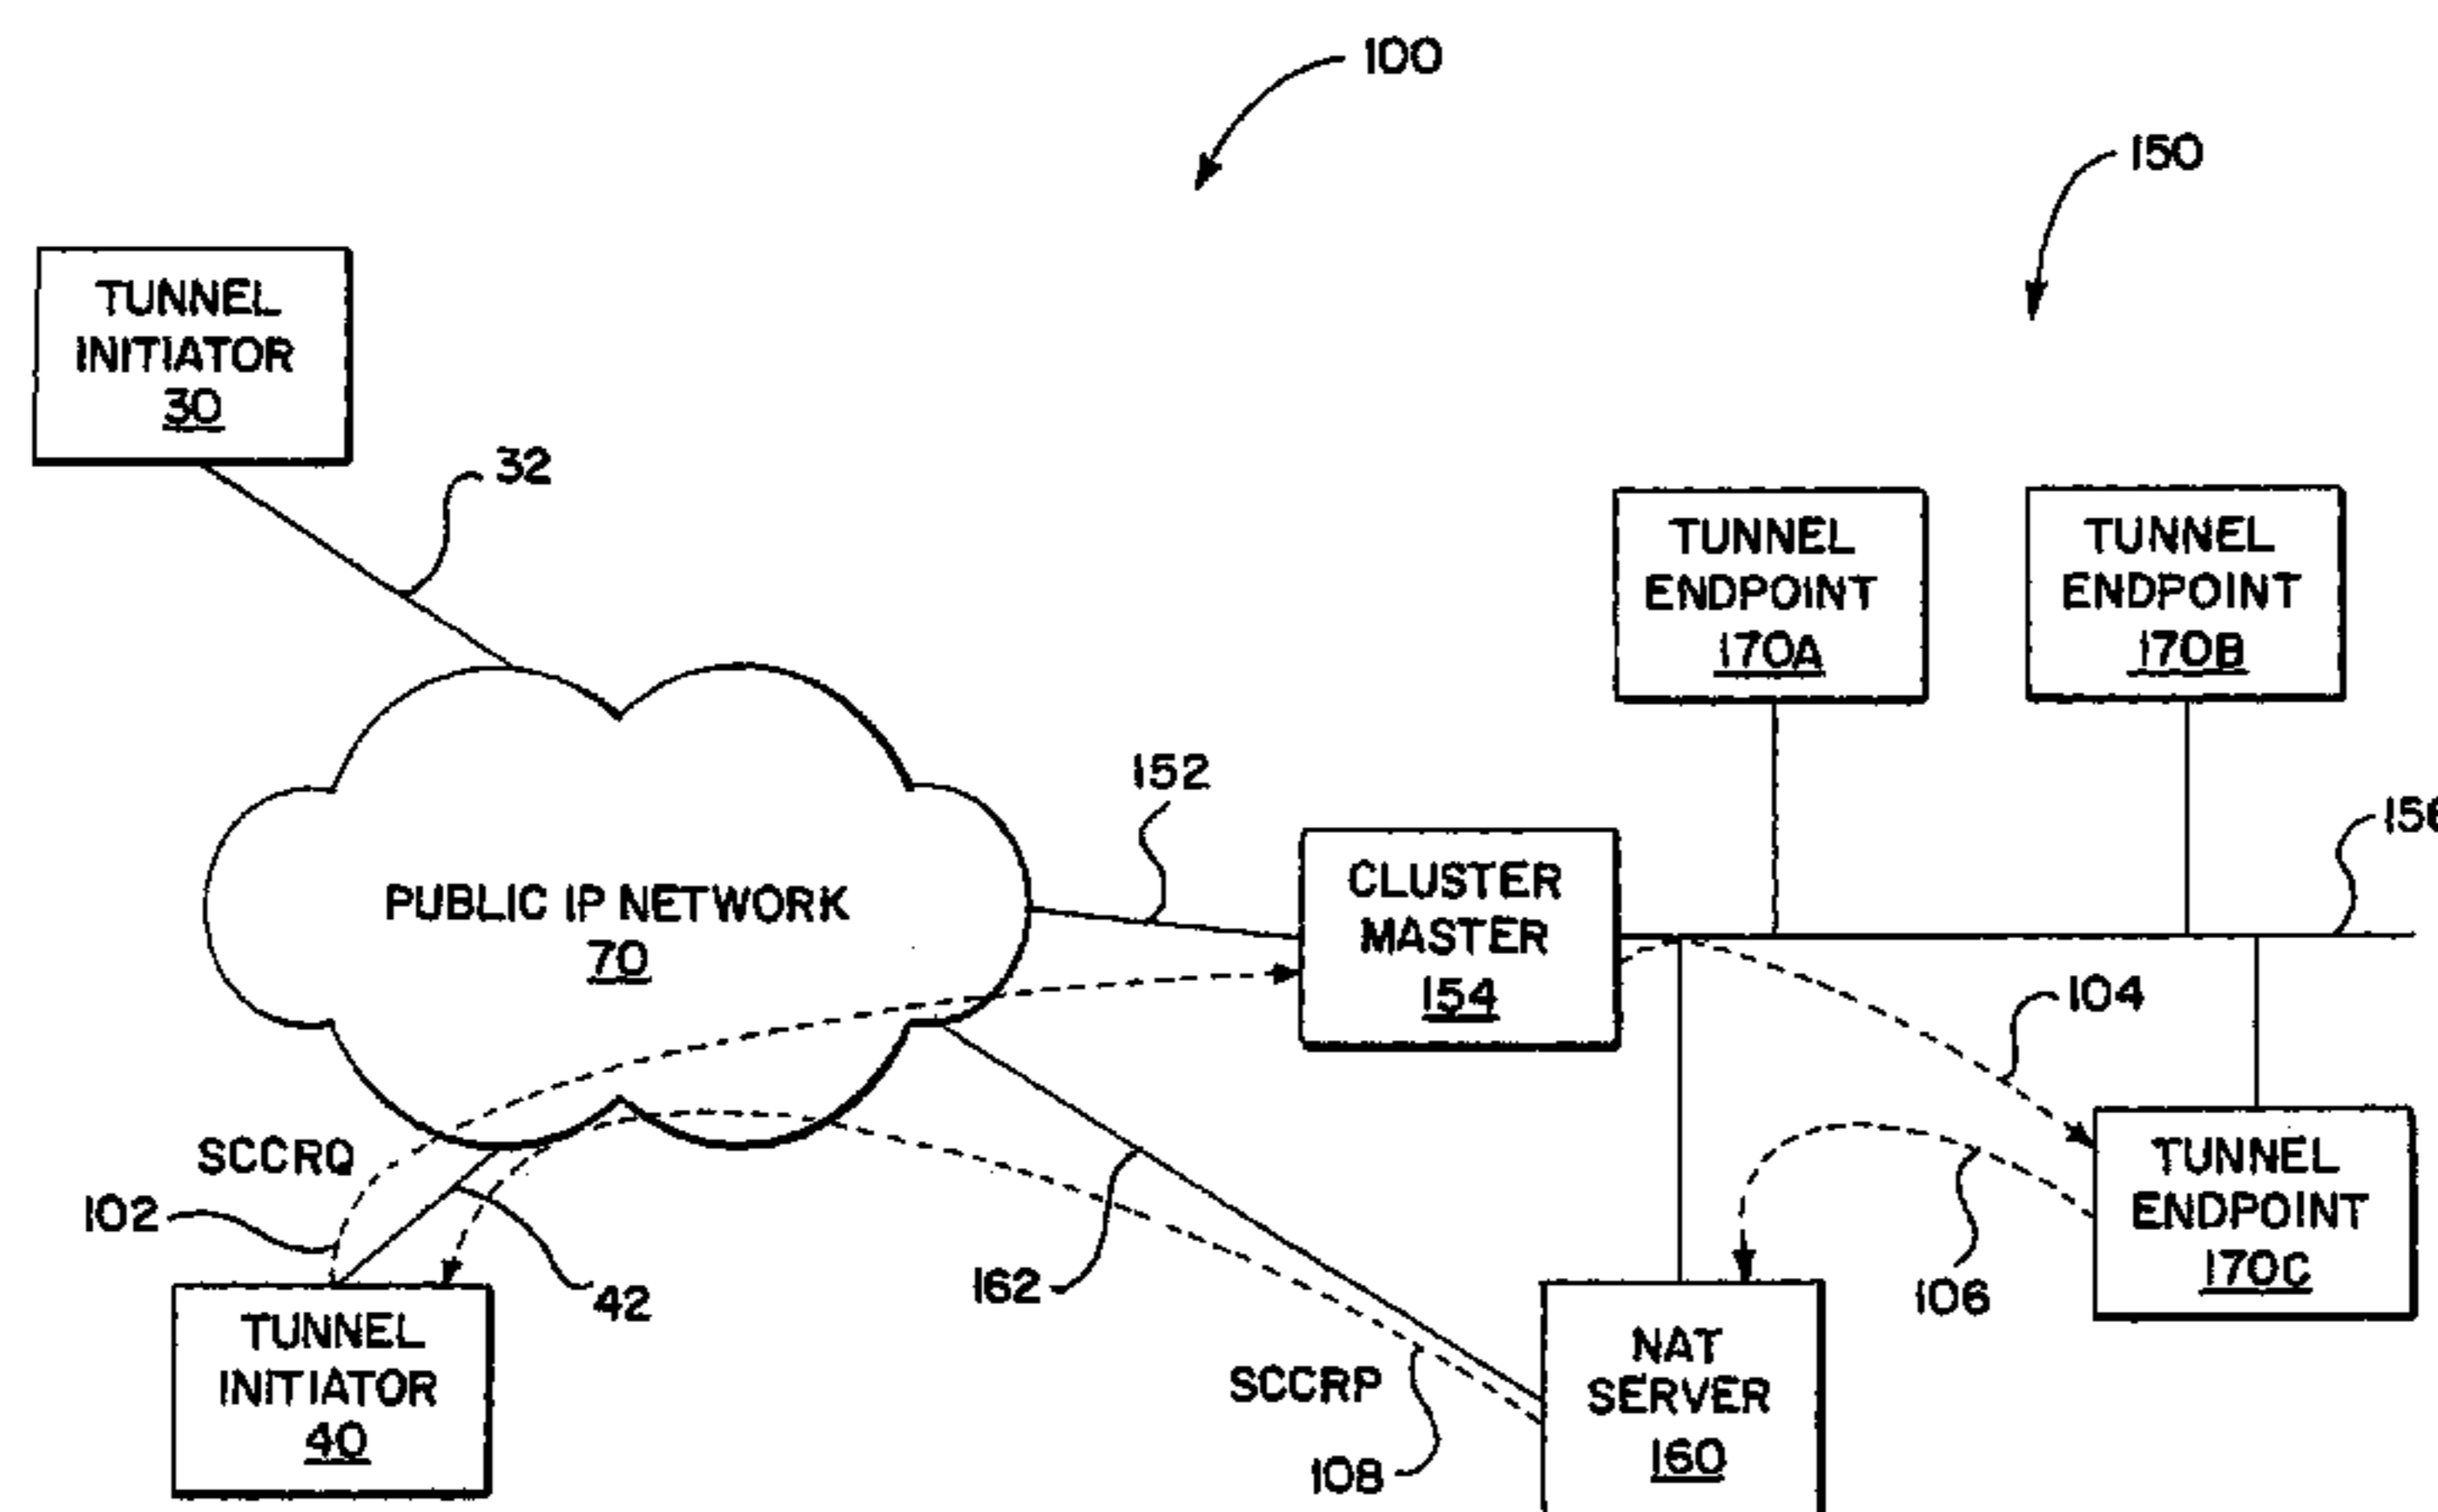 100
150
TUNNEL
INITIATOR
30
32
TUNNEL
ENDPOINT
170A
TUNNEL
ENDPOINT
170B
152
CLUSTER
MASTER
154
PUBLIC IP NETWORK
70
104
SCCRQ
102
42
TUNNEL
INITIATOR
40
162
SCCRP
108
NAT
SERVER
160
106
TUNNEL
ENDPOINT
170C